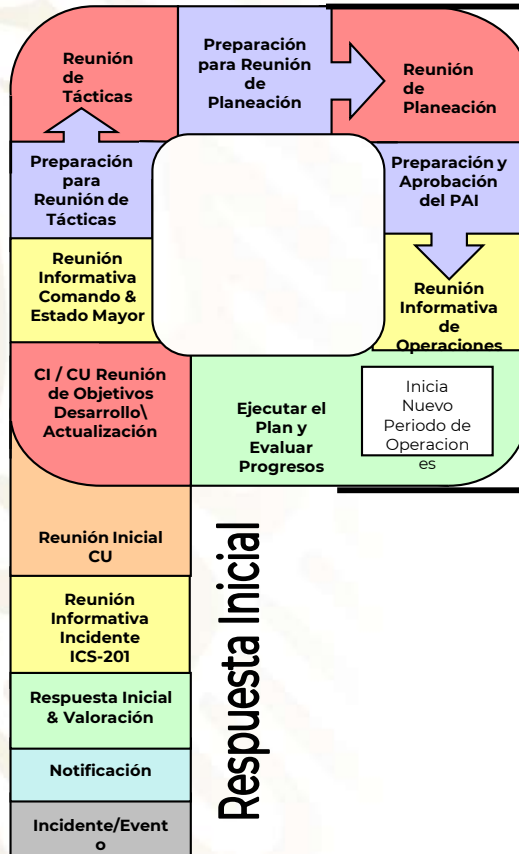 Reunión
de
Tácticas
Preparación
para Reunión
de
Planeación
Reunión
de
Planeación
Preparación
para
Reunión de
Tácticas
Preparación y
Aprobación
del PAI
Reunión
Informativa
Comando &
Estado Mayor
Reunión
Informativa
de
Operaciones
CI / CU Reunión
de Objetivos
Desarrollo\
Actualización
Ejecutar el
Plan y
Evaluar
Progresos
Inicia
Nuevo
Periodo de
Operacion
es
Reunión Inicial
CU
Reunión
Informativa
Incidente
ICS-201
Respuesta Inicial
& Valoración
Notificación
Incidente/Event
o
Respuesta Inicial